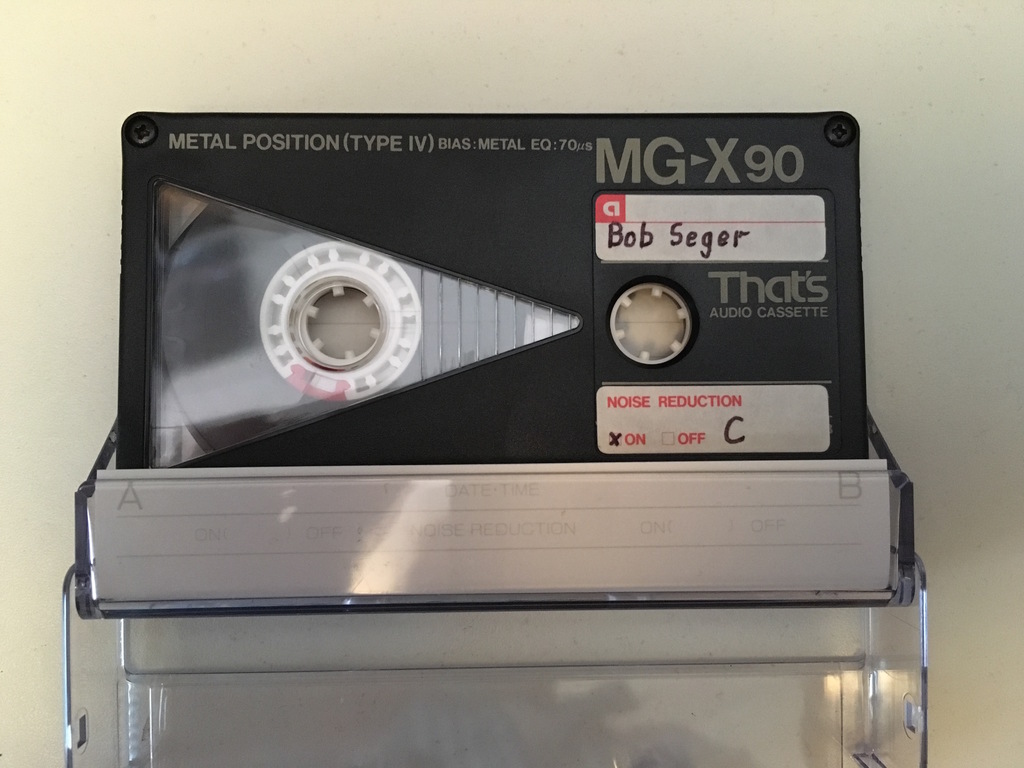 METAL POSITION (TYPE IV) BIAS:METAL EQ:70µs
MG▸X90
a
Bob Seger
That's
AUDIO CASSETTE
NOISE REDUCTION
xON □OFF C
A DATE·TIME B
ON( OFF NOISE REDUCTION ON( OFF